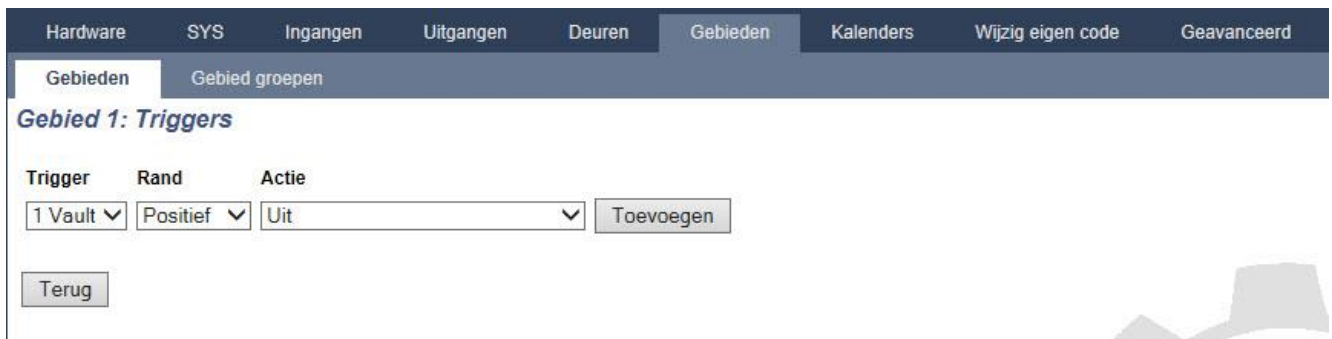 Hardware SYS Ingangen Uitgangen Deuren Gebieden Kalenders Wijzig eigen code Geavanceerd
Gebieden Gebied groepen
Gebied 1: Triggers
Trigger Rand Actie
1 Vault Positief Uit Toevoegen
Terug